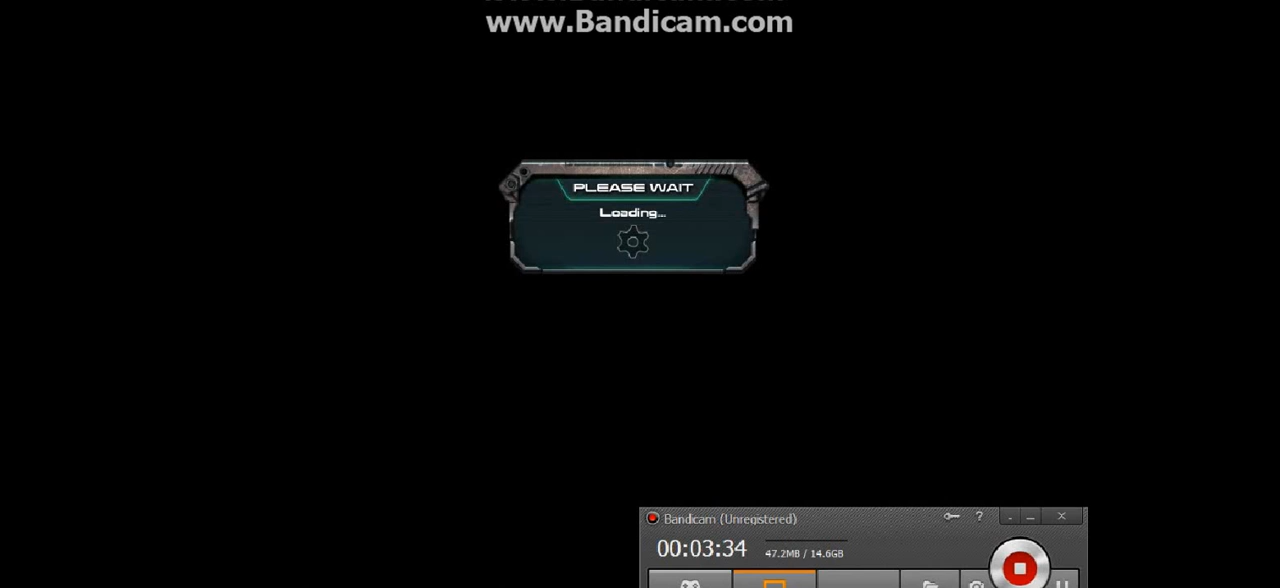 www.Bandicam.com
PLEASE WAIT
Loading...
Bandicam (Unregistered)
00:03:34
47.2MB / 14.6GB